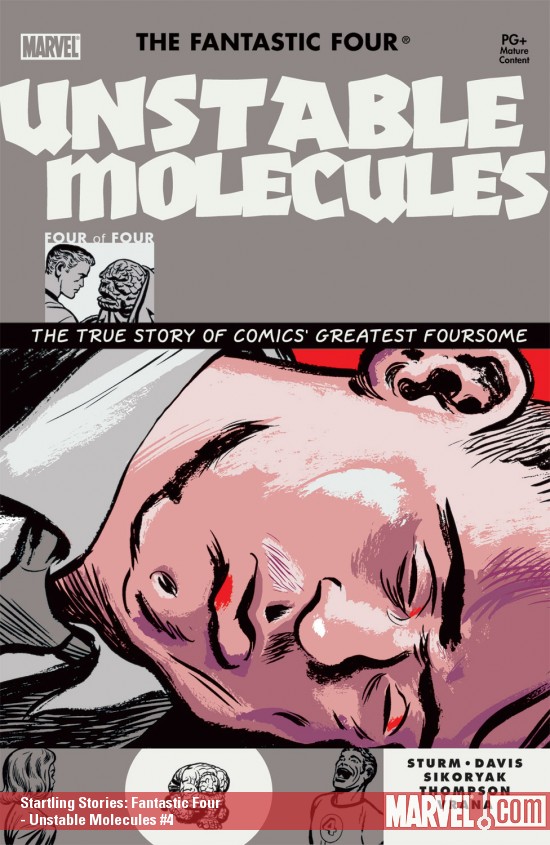 MARVEL®
THE FANTASTIC FOUR®
PG+
Mature
Content
UNSTABLE
MOLECULES
FOUR of FOUR
THE TRUE STORY OF COMICS' GREATEST FOURSOME
STURM • DAVIS
SIKORYAK
THOMPSON
VRANA
Startling Stories: Fantastic Four
- Unstable Molecules #4
MARVEL.COM